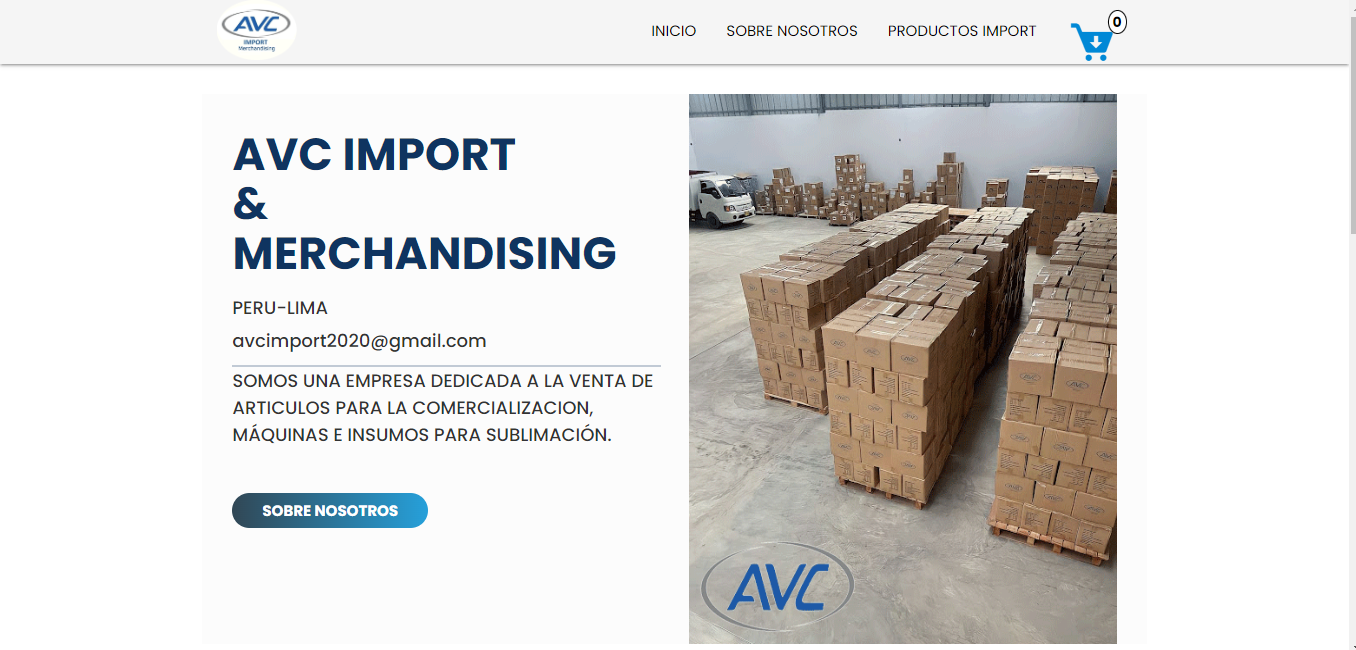 AVC
IMPORT
Merchandising
INICIO
SOBRE NOSOTROS
PRODUCTOS IMPORT
0
AVC IMPORT
&
MERCHANDISING
PERU-LIMA
avcimport2020@gmail.com
SOMOS UNA EMPRESA DEDICADA A LA VENTA DE
ARTICULOS PARA LA COMERCIALIZACION,
MÁQUINAS E INSUMOS PARA SUBLIMACIÓN.
SOBRE NOSOTROS
AVC